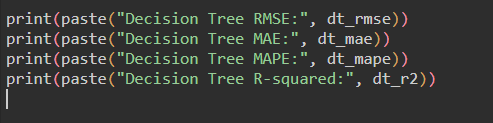 print(paste("Decision Tree RMSE:", dt_rmse))
print(paste("Decision Tree MAE:", dt_mae))
print(paste("Decision Tree MAPE:", dt_mape))
print(paste("Decision Tree R-squared:", dt_r2))